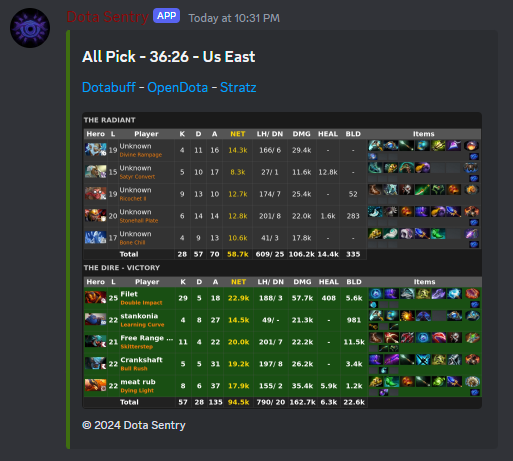 Dota Sentry APP Today at 10:31 PM
All Pick - 36:26 - Us East
Dotabuff - OpenDota - Stratz
THE RADIANT
Hero L Player K D A NET LH/ DN DMG HEAL BLD Items
19 Unknown 4 11 16 14.3k 166/ 6 29.4k - -
Divine Rampage
15 Unknown 5 10 17 8.3k 27/ 1 11.6k 12.8k -
Satyr Convert
19 Unknown 9 13 10 12.7k 174/ 7 25.4k - 52
Ricochet II
20 Unknown 6 14 14 12.8k 201/ 8 22.0k 1.6k 283
Stonehall Plate
17 Unknown 4 9 13 10.6k 41/ 3 17.8k - -
Bone Chill
Total 28 57 70 58.7k 609/ 25 106.2k 14.4k 335
THE DIRE - VICTORY
Hero L Player K D A NET LH/ DN DMG HEAL BLD Items
25 Filet 29 5 18 22.9k 188/ 3 57.7k 408 5.6k
Double Impact
22 stankonia 4 8 27 14.5k 49/ - 21.3k - 981
Learning Curve
21 Free Range ... 11 4 22 20.0k 201/ 7 22.2k - 11.5k
Skitterstep
22 Crankshaft 5 5 31 19.2k 197/ 8 26.2k - 3.4k
Bull Rush
22 meat rub 8 6 37 17.9k 155/ 2 35.4k 5.9k 1.2k
Dying Light
Total 57 28 135 94.5k 790/ 20 162.7k 6.3k 22.6k
© 2024 Dota Sentry